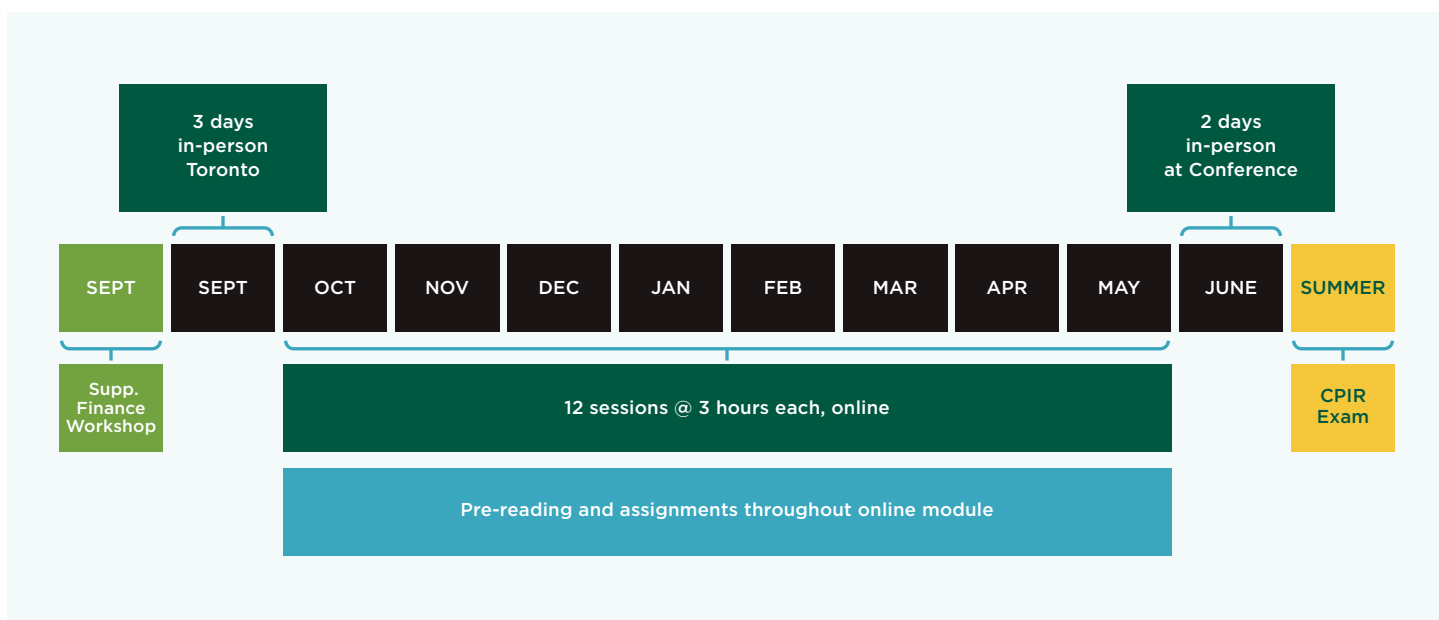 3 days
in-person
Toronto
2 days
in-person
at Conference
SEPT
SEPT
OCT
NOV
DEC
JAN
FEB
MAR
APR
MAY
JUNE
SUMMER
Supp.
Finance
Workshop
12 sessions @ 3 hours each, online
CPIR
Exam
Pre-reading and assignments throughout online module